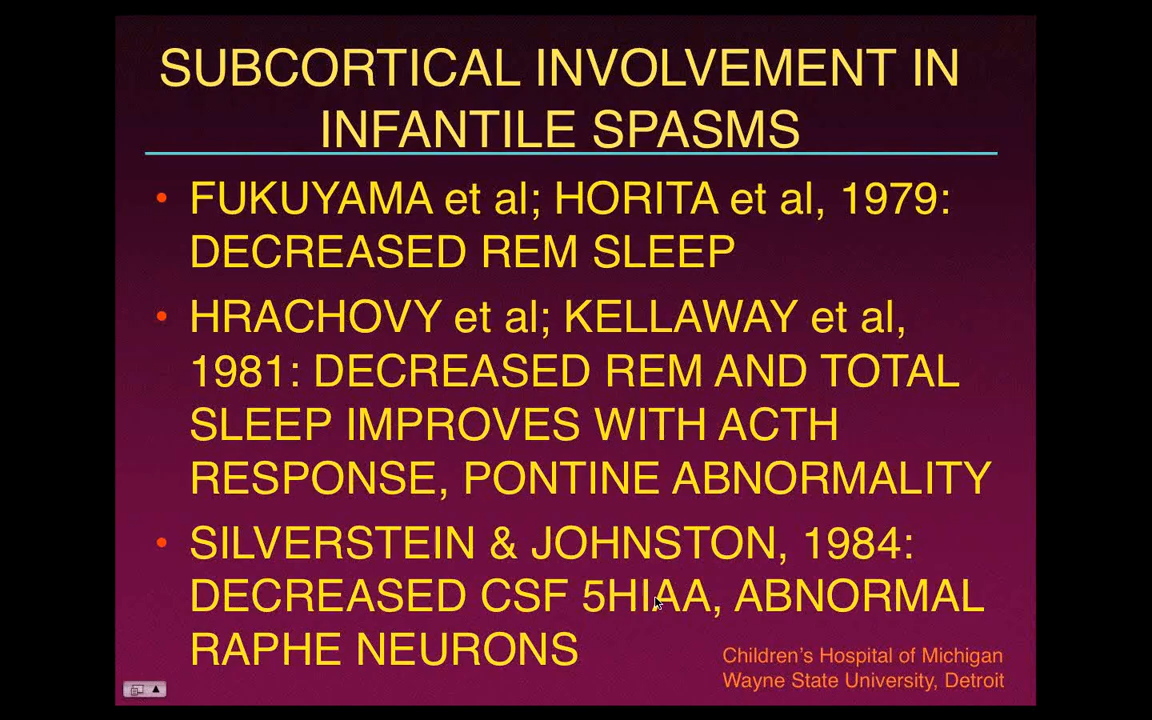 SUBCORTICAL INVOLVEMENT IN
INFANTILE SPASMS
• FUKUYAMA et al; HORITA et al, 1979:
DECREASED REM SLEEP
• HRACHOVY et al; KELLAWAY et al,
1981: DECREASED REM AND TOTAL
SLEEP IMPROVES WITH ACTH
RESPONSE, PONTINE ABNORMALITY
• SILVERSTEIN & JOHNSTON, 1984:
DECREASED CSF 5HIAA, ABNORMAL
RAPHE NEURONS
Children's Hospital of Michigan
Wayne State University, Detroit